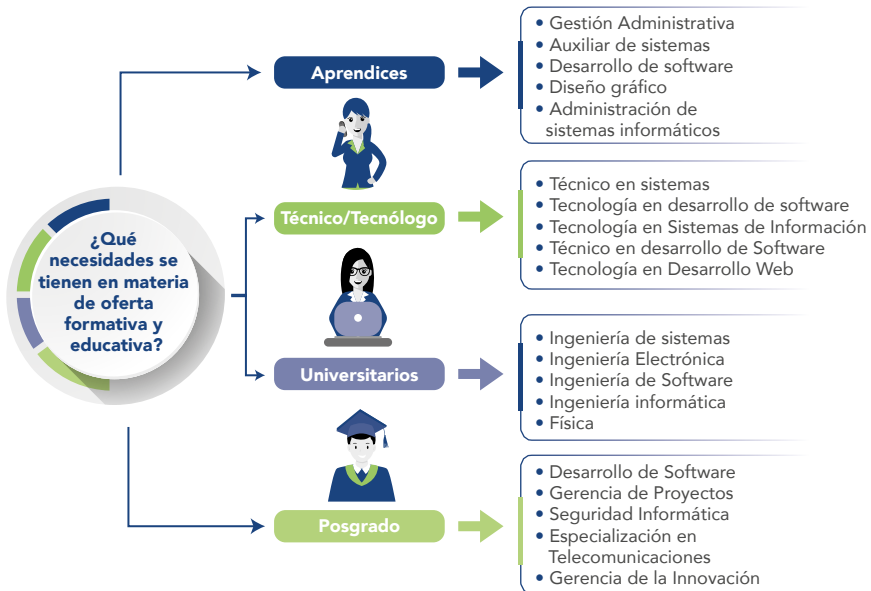 ¿Qué
necesidades se
tienen en materia
de oferta
formativa y
educativa?
Aprendices
• Gestión Administrativa
• Auxiliar de sistemas
• Desarrollo de software
• Diseño gráfico
• Administración de
sistemas informáticos
Técnico/Tecnólogo
• Técnico en sistemas
• Tecnología en desarrollo de software
• Tecnología en Sistemas de Información
• Técnico en desarrollo de Software
• Tecnología en Desarrollo Web
Universitarios
• Ingeniería de sistemas
• Ingeniería Electrónica
• Ingeniería de Software
• Ingeniería informática
• Física
Posgrado
• Desarrollo de Software
• Gerencia de Proyectos
• Seguridad Informática
• Especialización en
Telecomunicaciones
• Gerencia de la Innovación